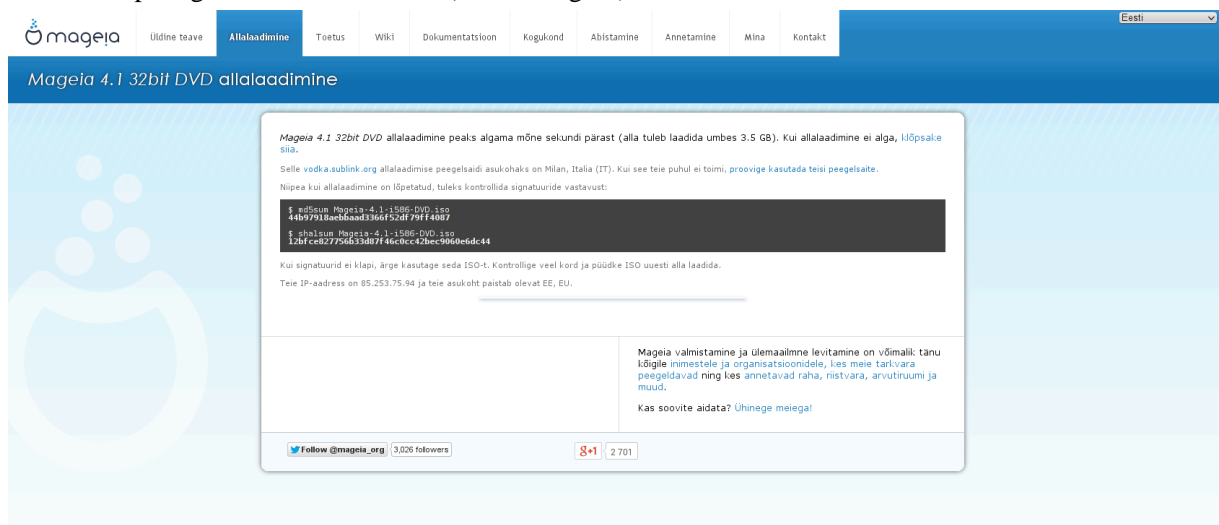 Eesti
mageia
Üldine teave
Allalaadimine
Toetus
Wiki
Dokumentatsioon
Kogukond
Abistamine
Annetamine
Mina
Kontakt
Mageia 4.1 32bit DVD allalaadimine
Mageia 4.1 32bit DVD allalaadimine peaks algama mõne sekundi pärast (alla tuleb laadida umbes 3.5 GB). Kui allalaadimine ei alga, klõpsake
siia.
Selle vodka.sublink.org allalaadimise peegelsaidi asukohaks on Milan, Itaalia (IT). Kui see teie puhul ei toimi, proovige kasutada teisi peegelsaite.
Niipea kui allalaadimine on lõpetatud, tuleks kontrollida signatuuride vastavust:
$ md5sum Mageia-4.1-i586-DVD.iso
44b97918aebbaad3366f52df79ff4087
$ sha1sum Mageia-4.1-i586-DVD.iso
12bfce827756b33d87f46c0cc42bec9060e6dc44
Kui signatuurid ei klapi, ärge kasutage seda ISO-t. Kontrollige veel kord ja püüdke ISO uuesti alla laadida.
Teie IP-aadress on 85.253.75.94 ja teie asukoht paistab olevat EE, EU.
Mageia valmistamine ja ülemaailmne levitamine on võimalik tänu
kõigile inimestele ja organisatsioonidele, kes meie tarkvara
peegeldavad ning kes annetavad raha, riistvara, arvutiruumi ja
muud.
Kas soovite aidata? Ühinege meiega!
Follow @mageia_org
3,026 followers
g+1
2 701